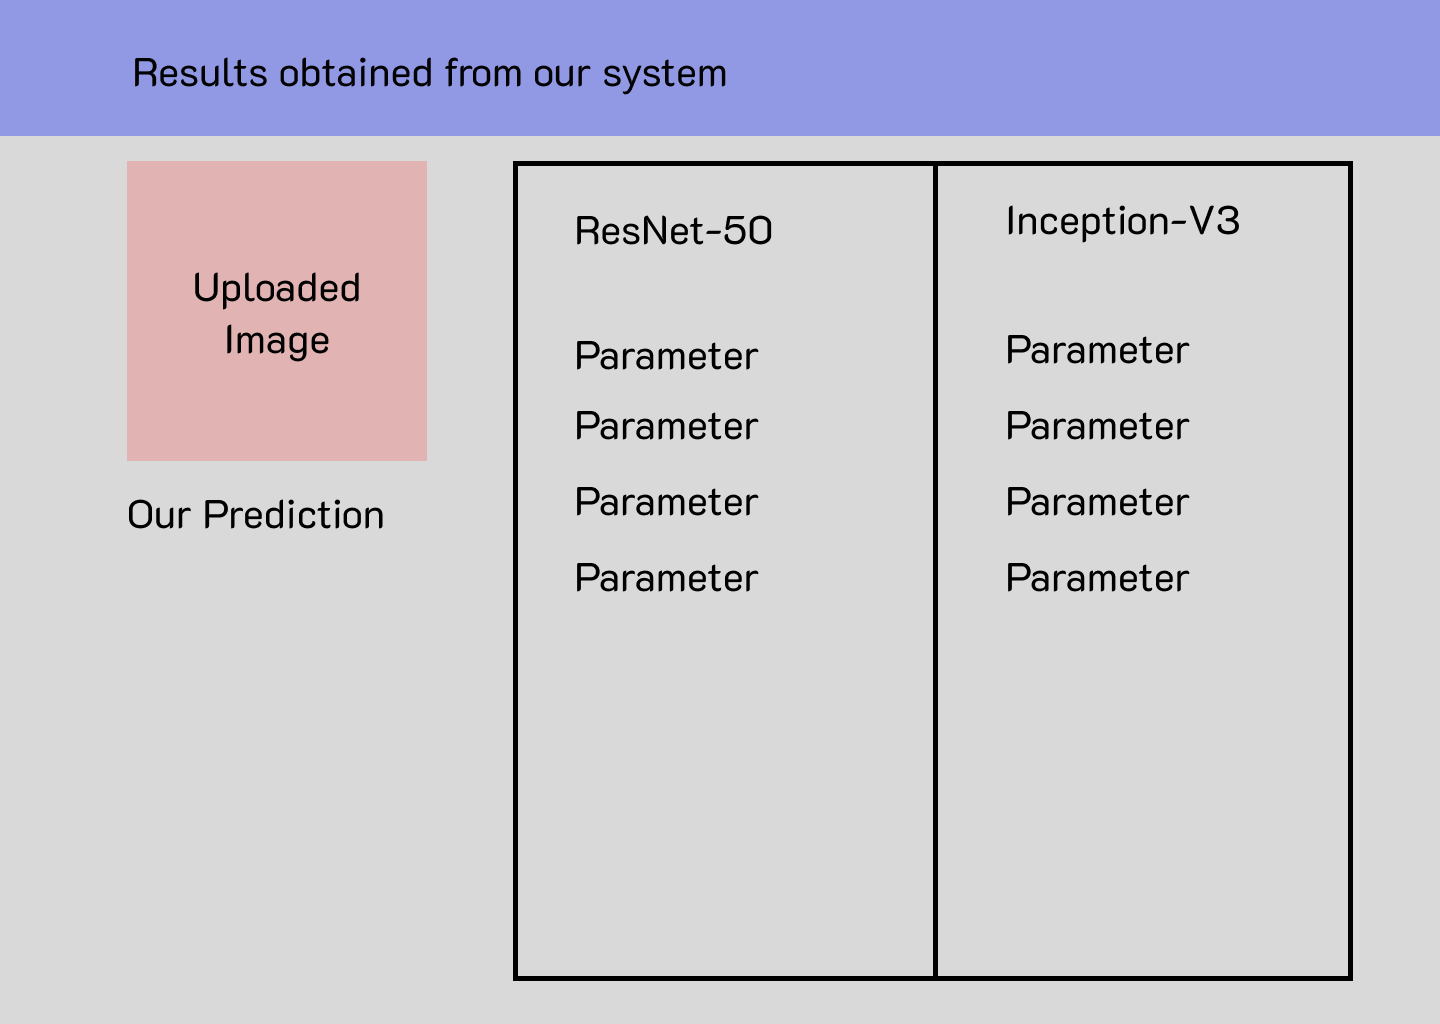 Results obtained from our system
Uploaded
Image
Our Prediction
ResNet-50
Parameter
Parameter
Parameter
Parameter
Inception-V3
Parameter
Parameter
Parameter
Parameter